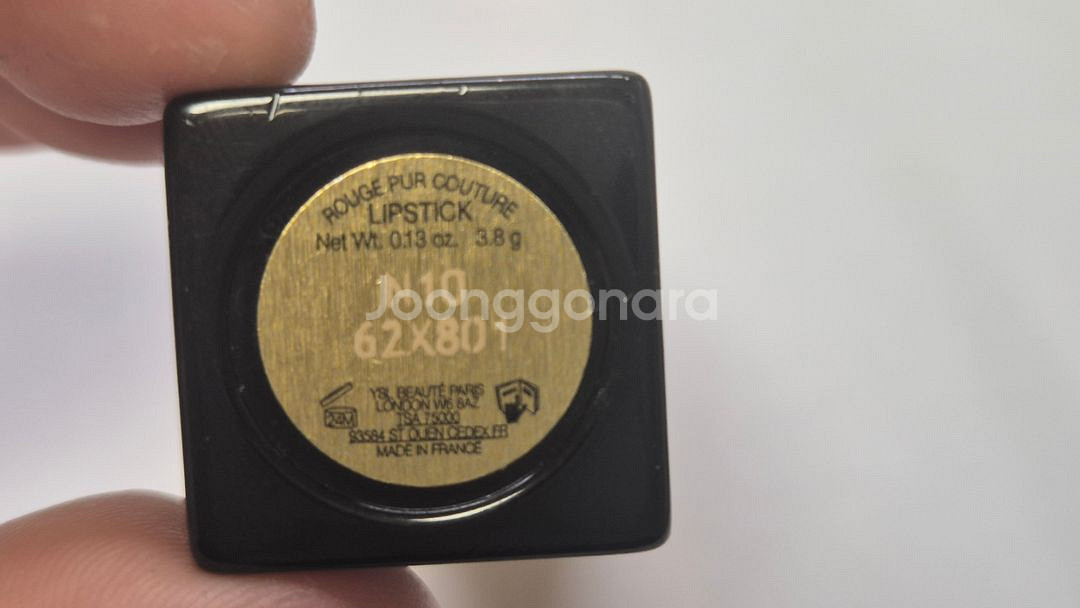 ROUGE PUR COUTURE
LIPSTICK
Net Wt. 0.13 oz. 3.8 g
N10
Joonggonara
62X801
24M
YSL BEAUTÉ PARIS
LONDON W6 8AZ
TSA 75000
93584 ST OUEN CEDEX FR
MADE IN FRANCE